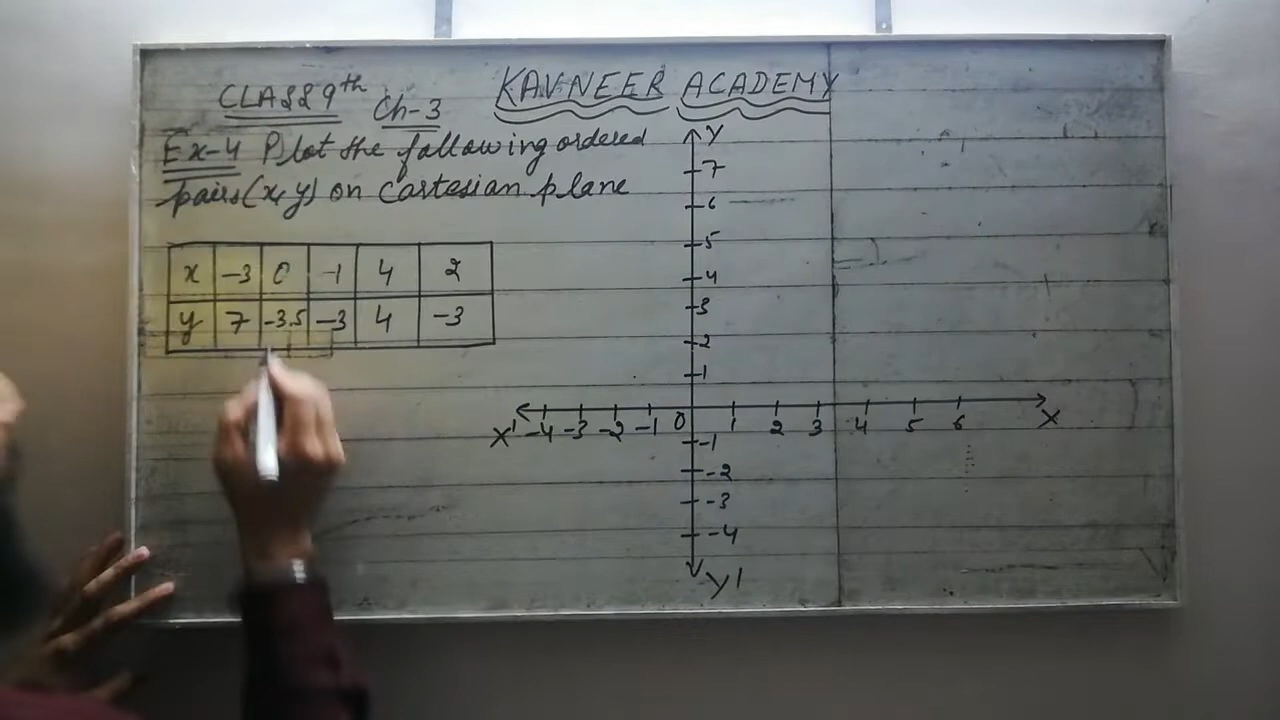 CLASS 9th Ch-3
KAVNEER ACADEMY
Ex-4 Plot the following ordered
pairs (x, y) on Cartesian plane
x -3 0 -1 4 2
y 7 -3.5 -3 4 -3
Y
7
6
5
4
3
2
1
X' -4 -3 -2 -1 0 1 2 3 4 5 6 X
-1
-2
-3
-4
Y'